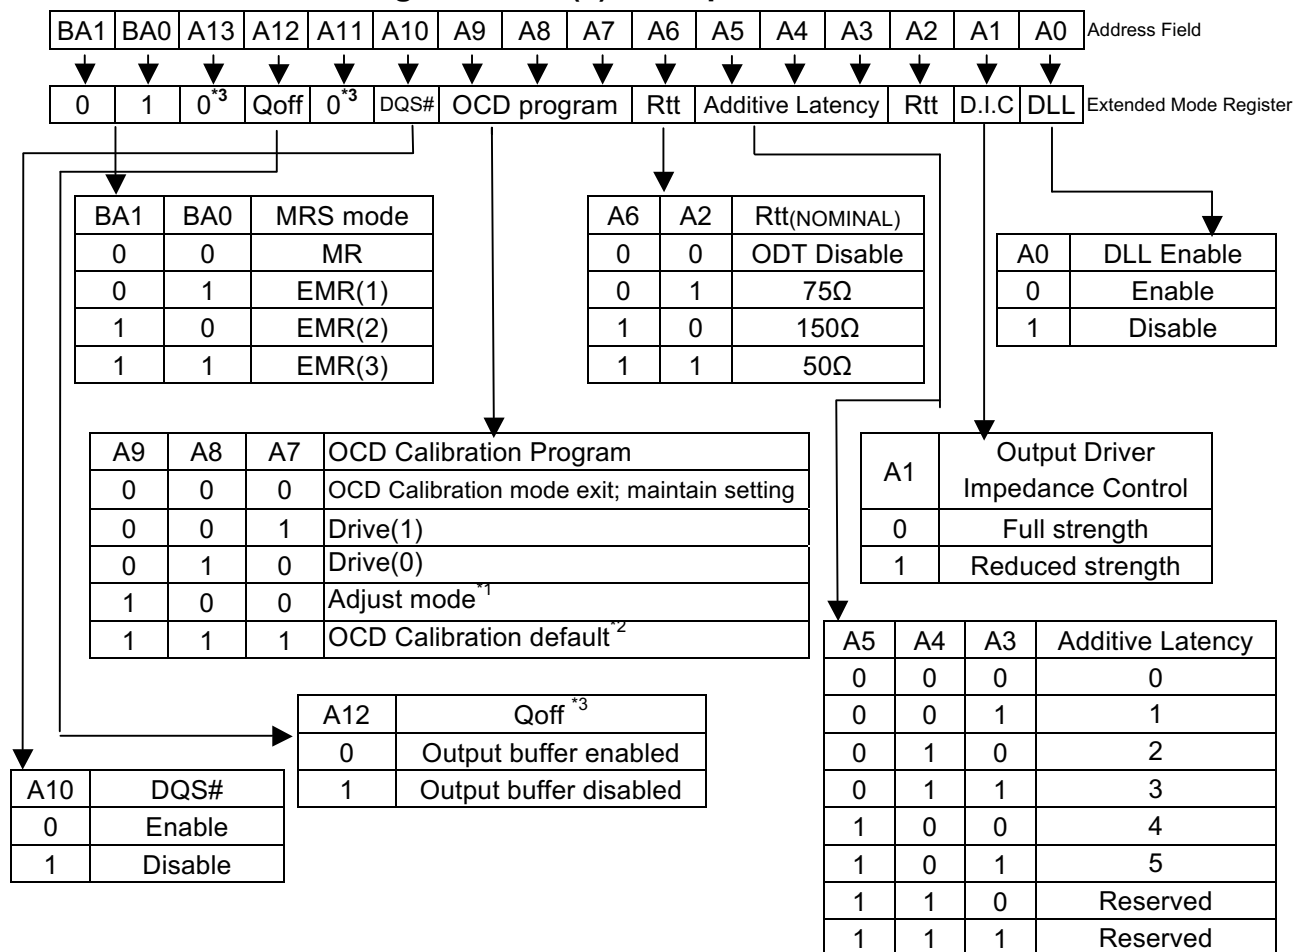 BA1 BA0 A13 A12 A11 A10 A9 A8 A7 A6 A5 A4 A3 A2 A1 A0 Address Field
0 1 0*3 Qoff 0*3 DQS# OCD program Rtt Additive Latency Rtt D.I.C DLL Extended Mode Register
BA1 BA0 MRS mode
0 0 MR
0 1 EMR(1)
1 0 EMR(2)
1 1 EMR(3)
A6 A2 Rtt(NOMINAL)
0 0 ODT Disable
0 1 75Ω
1 0 150Ω
1 1 50Ω
A0 DLL Enable
0 Enable
1 Disable
A9 A8 A7 OCD Calibration Program
0 0 0 OCD Calibration mode exit; maintain setting
0 0 1 Drive(1)
0 1 0 Drive(0)
1 0 0 Adjust mode*1
1 1 1 OCD Calibration default*2
A1 Output Driver
Impedance Control
0 Full strength
1 Reduced strength
A5 A4 A3 Additive Latency
0 0 0 0
0 0 1 1
0 1 0 2
0 1 1 3
1 0 0 4
1 0 1 5
1 1 0 Reserved
1 1 1 Reserved
A12 Qoff *3
0 Output buffer enabled
1 Output buffer disabled
A10 DQS#
0 Enable
1 Disable